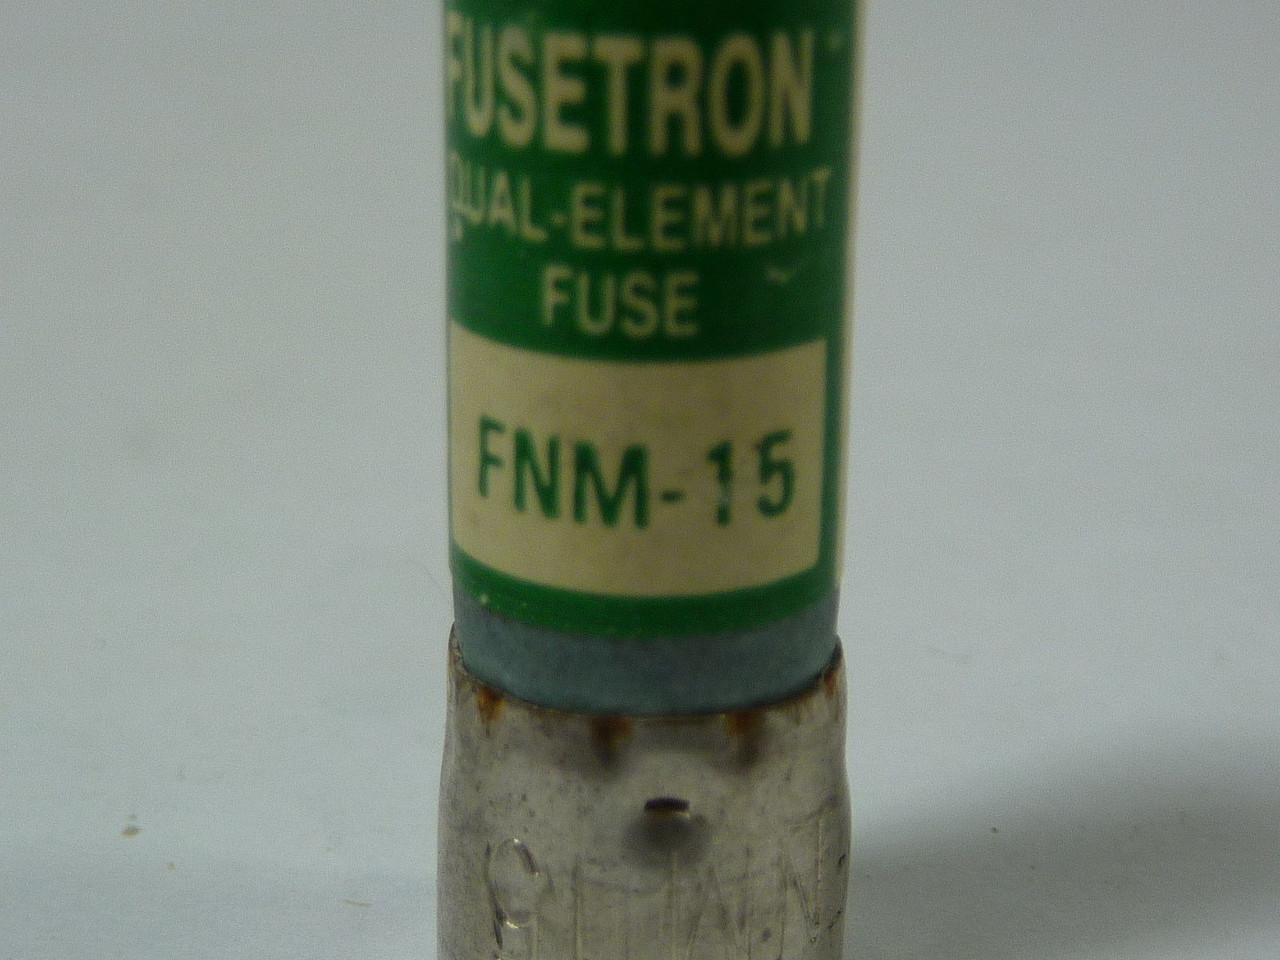 FUSETRON
DUAL-ELEMENT
FUSE
FNM-15